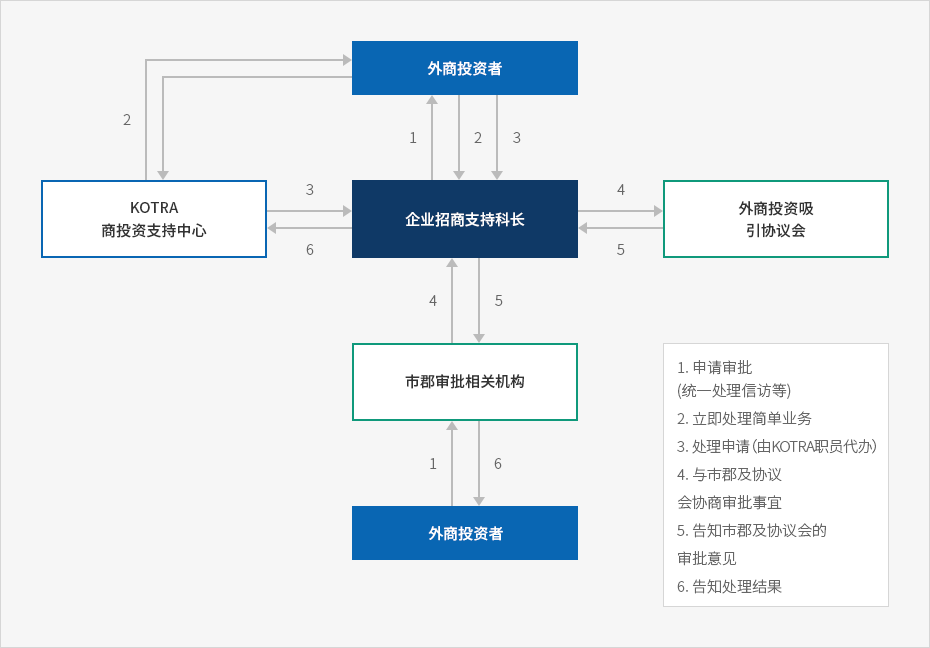 外商投资者
2
1
2
3
KOTRA
商投资支持中心
3
6
企业招商支持科长
4
5
外商投资吸
引协议会
4
5
市郡审批相关机构
1
6
外商投资者
1. 申请审批
(统一处理信访等)
2. 立即处理简单业务
3. 处理申请(由KOTRA职员代办)
4. 与市郡及协议
会协商审批事宜
5. 告知市郡及协议会的
审批意见
6. 告知处理结果